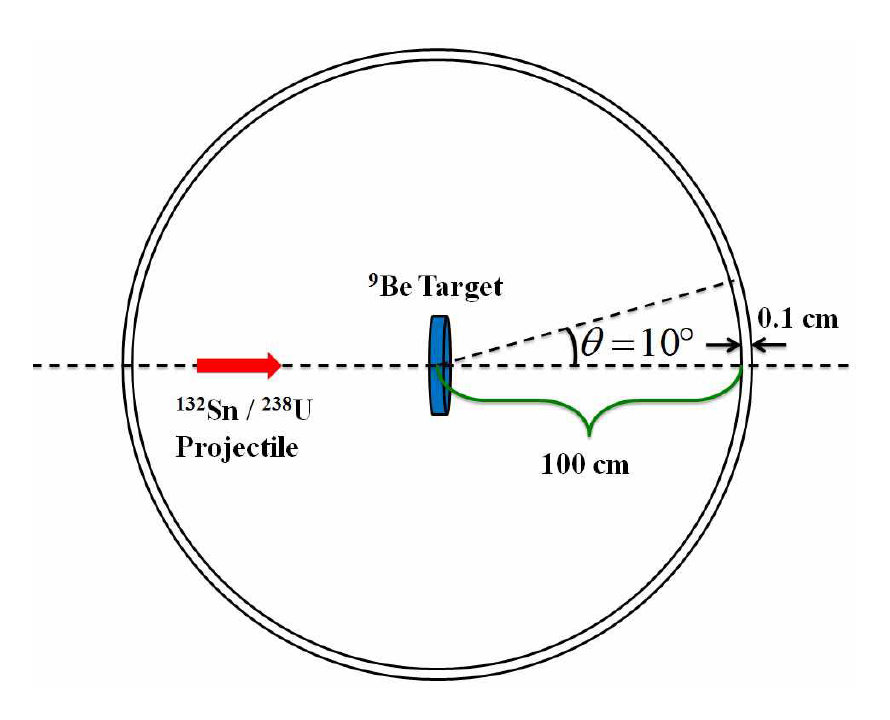 ⁹Be Target
θ = 10°
0.1 cm
¹³²Sn / ²³⁸U
Projectile
100 cm